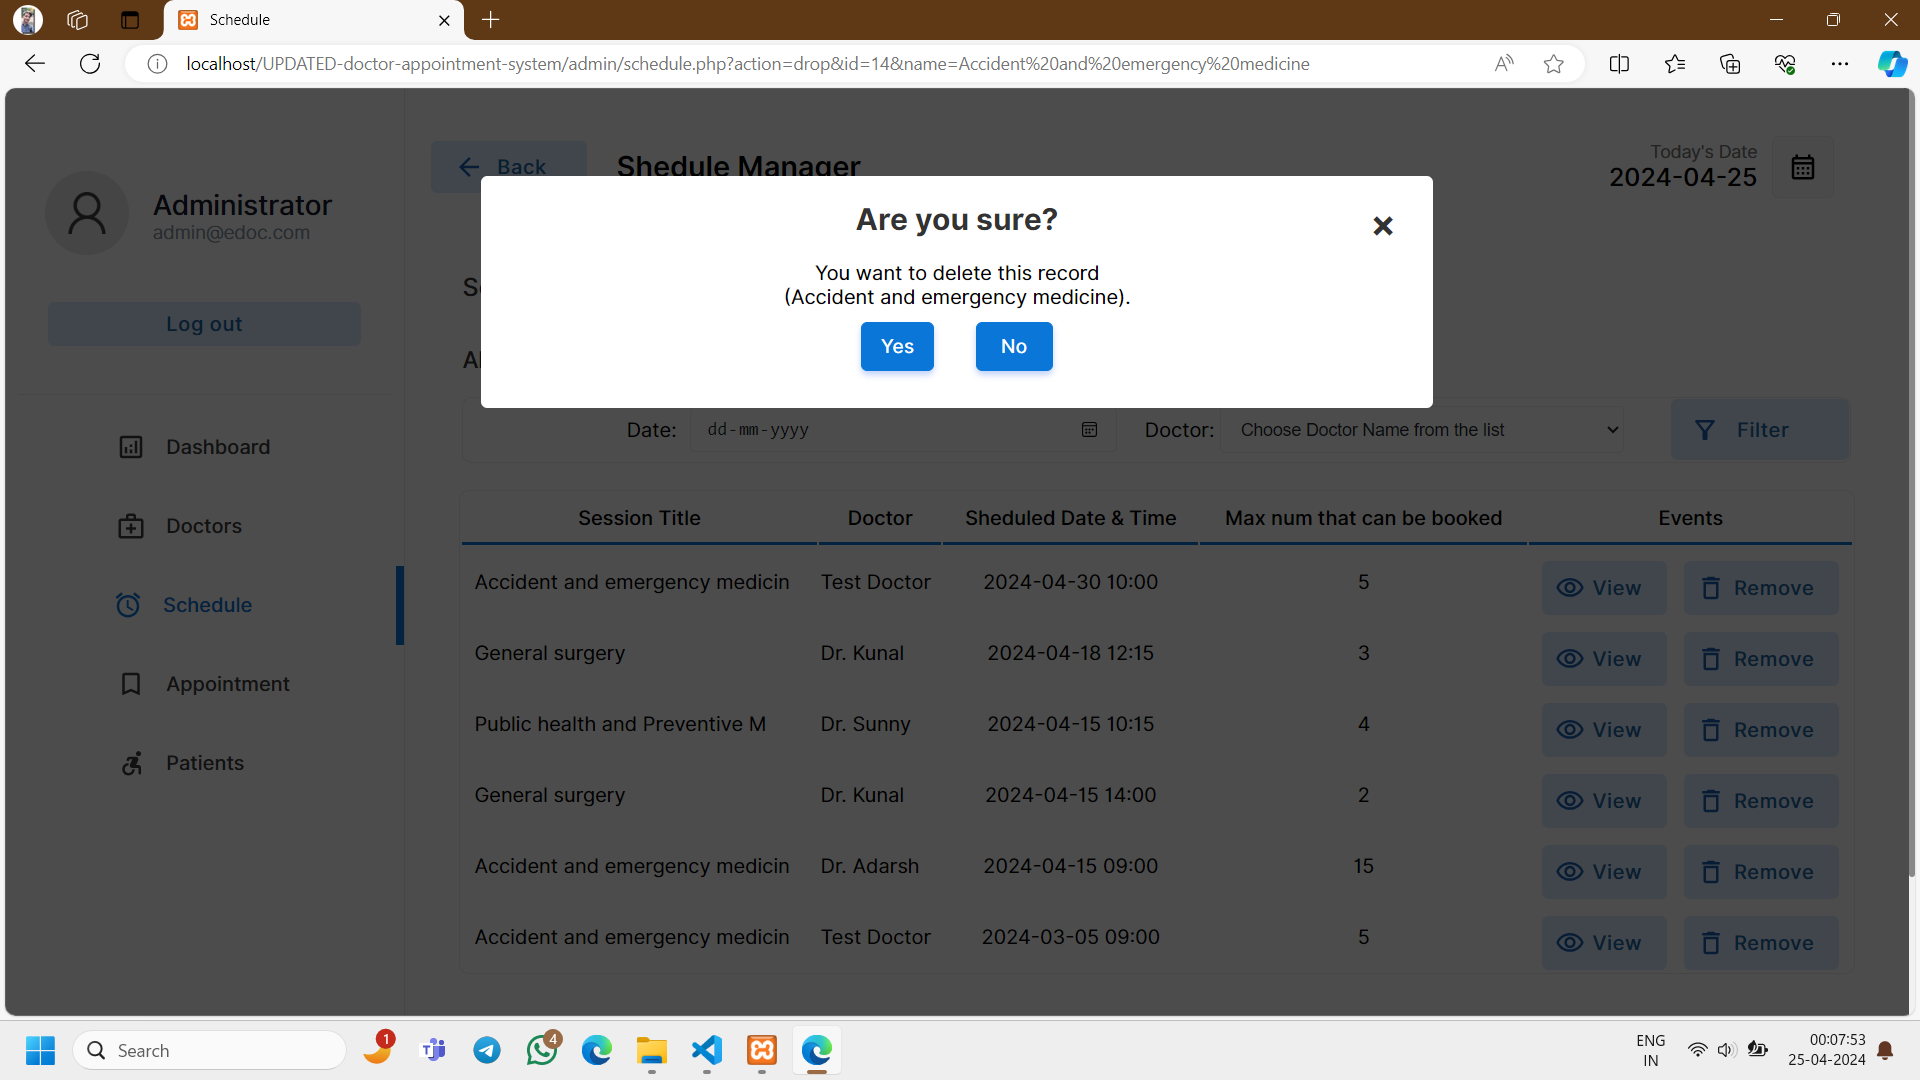 Schedule
localhost/UPDATED-doctor-appointment-system/admin/schedule.php?action=drop&id=14&name=Accident%20and%20emergency%20medicine
Administrator
admin@edoc.com
Log out
Dashboard
Doctors
Schedule
Appointment
Patients
Back
Shedule Manager
Today's Date
2024-04-25
Are you sure?
You want to delete this record
(Accident and emergency medicine).
Yes No
Date: dd-mm-yyyy Doctor: Choose Doctor Name from the list Filter
Session Title Doctor Sheduled Date & Time Max num that can be booked Events
Accident and emergency medicin Test Doctor 2024-04-30 10:00 5 View Remove
General surgery Dr. Kunal 2024-04-18 12:15 3 View Remove
Public health and Preventive M Dr. Sunny 2024-04-15 10:15 4 View Remove
General surgery Dr. Kunal 2024-04-15 14:00 2 View Remove
Accident and emergency medicin Dr. Adarsh 2024-04-15 09:00 15 View Remove
Accident and emergency medicin Test Doctor 2024-03-05 09:00 5 View Remove
Search
1
4
ENG
IN
00:07:53
25-04-2024